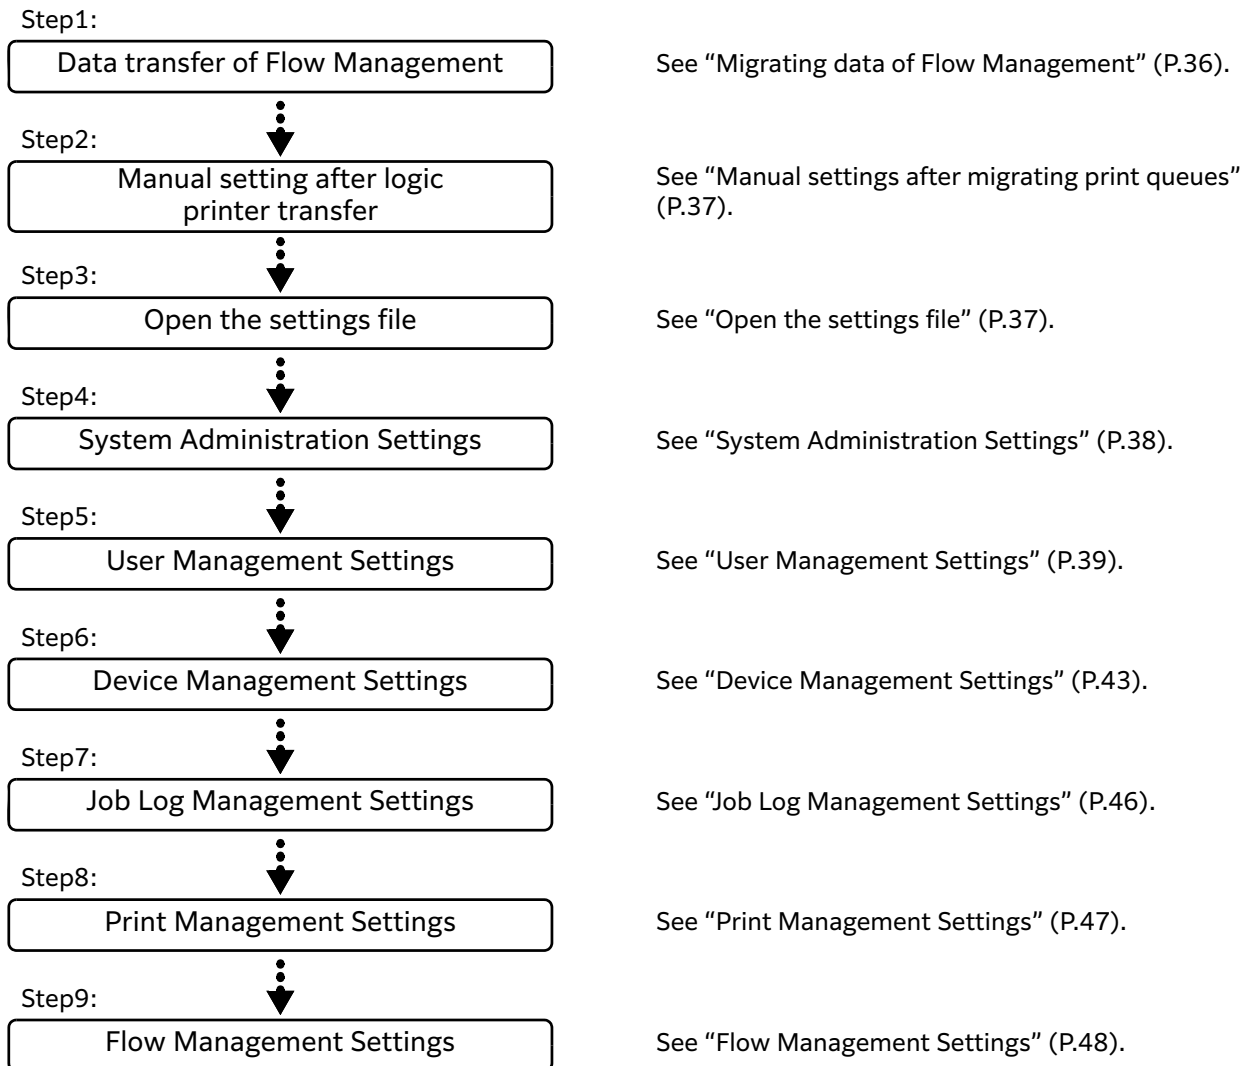 Step1:
Data transfer of Flow Management
See “Migrating data of Flow Management” (P.36).
Step2:
Manual setting after logic
printer transfer
See “Manual settings after migrating print queues”
(P.37).
Step3:
Open the settings file
See “Open the settings file” (P.37).
Step4:
System Administration Settings
See “System Administration Settings” (P.38).
Step5:
User Management Settings
See “User Management Settings” (P.39).
Step6:
Device Management Settings
See “Device Management Settings” (P.43).
Step7:
Job Log Management Settings
See “Job Log Management Settings” (P.46).
Step8:
Print Management Settings
See “Print Management Settings” (P.47).
Step9:
Flow Management Settings
See “Flow Management Settings” (P.48).